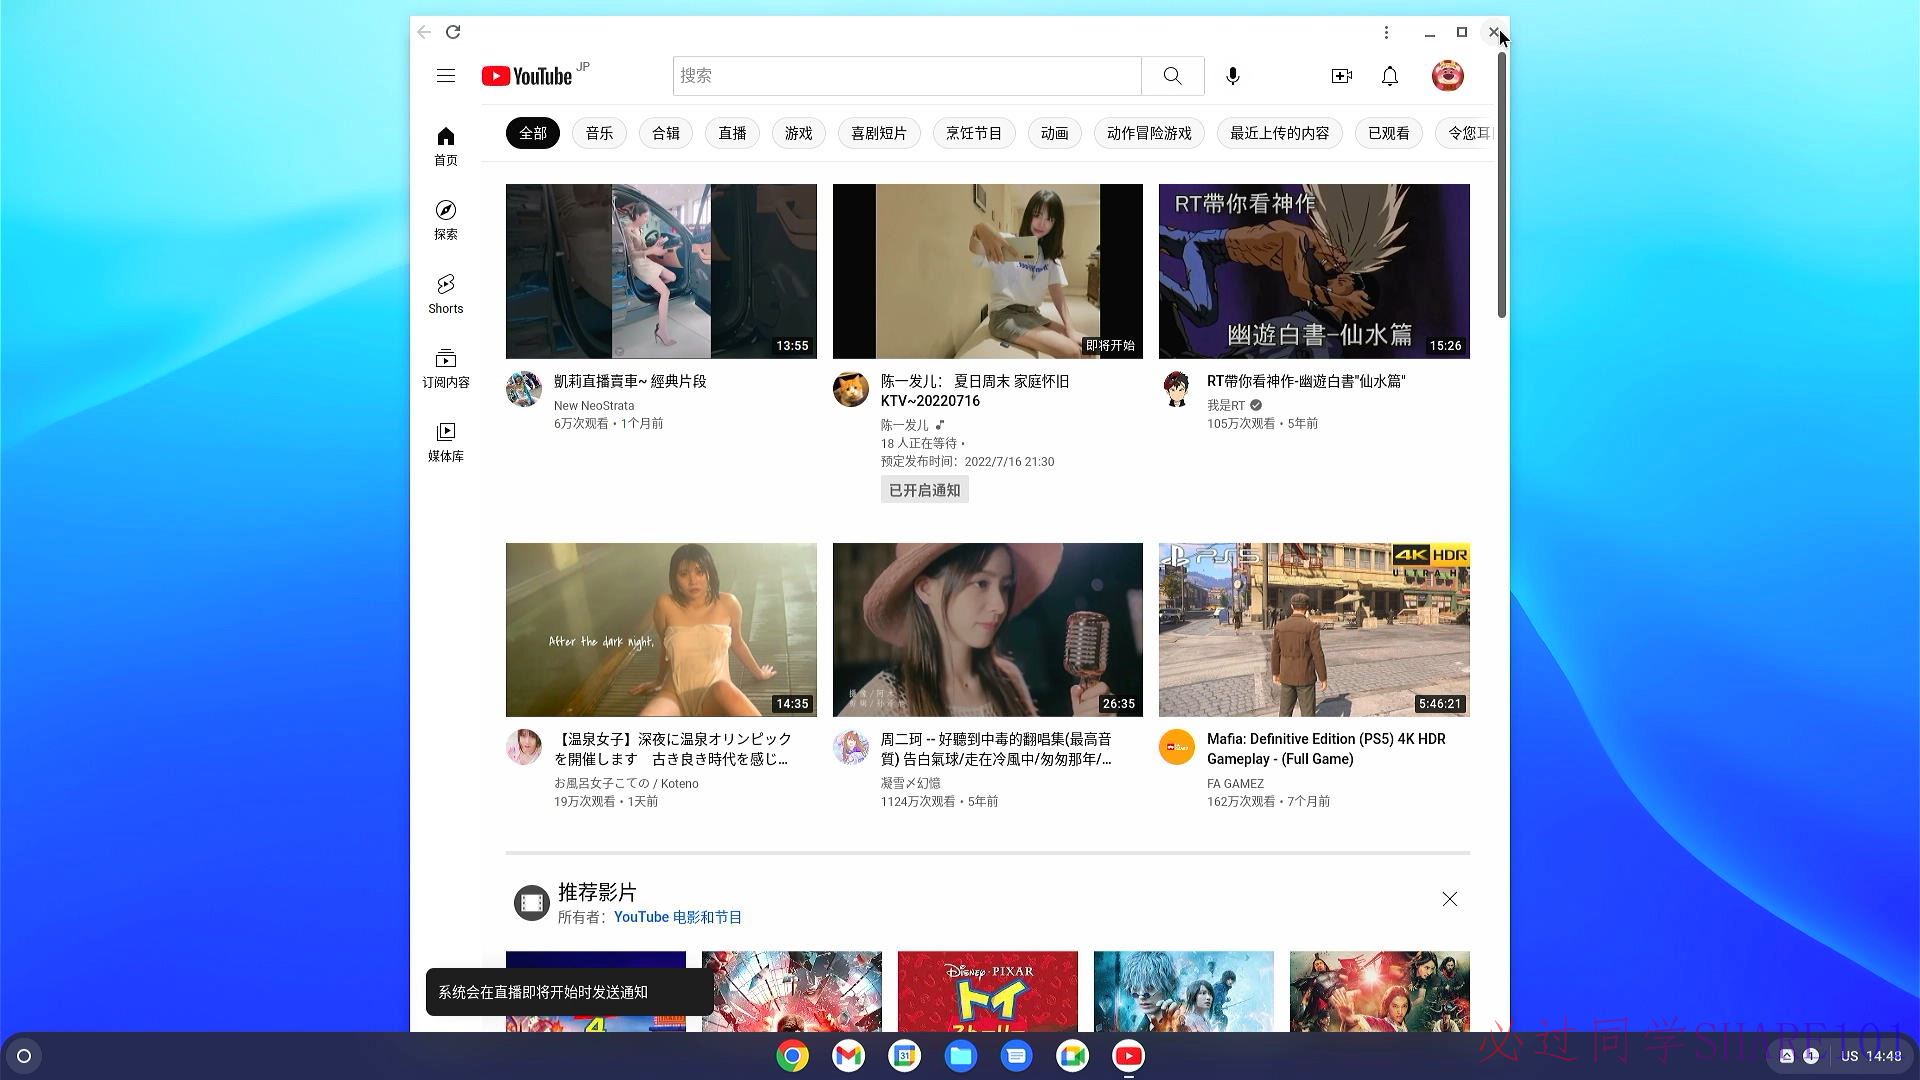 YouTube JP
搜索
全部
音乐
合辑
直播
游戏
喜剧短片
烹饪节目
动画
动作冒险游戏
最近上传的内容
已观看
令您耳
首页
探索
Shorts
订阅内容
媒体库
13:55
即将开始
RT帶你看神作
幽遊白書-仙水篇
15:26
凱莉直播賣車~ 經典片段
New NeoStrata
6万次观看・1个月前
陈一发儿： 夏日周末 家庭怀旧
KTV~20220716
陈一发儿
18 人正在等待・
预定发布时间：2022/7/16 21:30
已开启通知
RT帶你看神作-幽遊白書"仙水篇"
我是RT
105万次观看・5年前
After the dark night,
14:35
26:35
PS5
4K HDR
ULTRA H
5:46:21
【温泉女子】深夜に温泉オリンピック
を開催します　古き良き時代を感じ...
お風呂女子こての / Koteno
19万次观看・1天前
周二珂 -- 好聽到中毒的翻唱集(最高音
質) 告白氣球/走在冷風中/匆匆那年/...
凝雪〆幻憶
1124万次观看・5年前
Mafia: Definitive Edition (PS5) 4K HDR
Gameplay - (Full Game)
FA GAMEZ
162万次观看・7个月前
推荐影片
所有者：YouTube 电影和节目
4
DISNEY·PIXAR
トイ
ストーリー
系统会在直播即将开始时发送通知
31
必过同学SHARE101
1
US 14:48